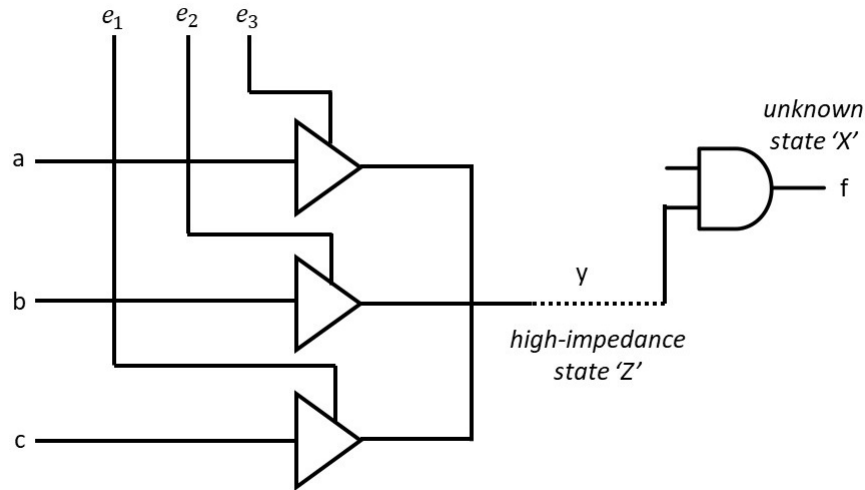 e₁ e₂ e₃
unknown
state ‘X’
a
f
y
b
high-impedance
state ‘Z’
c